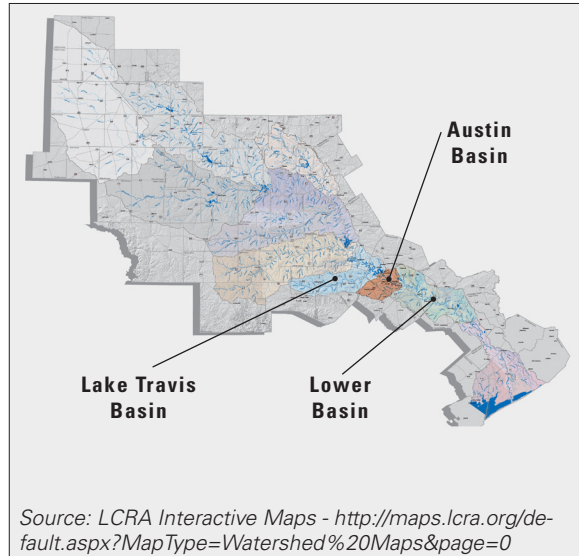 Austin
Basin
Lake Travis
Basin
Lower
Basin
Source: LCRA Interactive Maps - http://maps.lcra.org/de-
fault.aspx?MapType=Watershed%20Maps&page=0